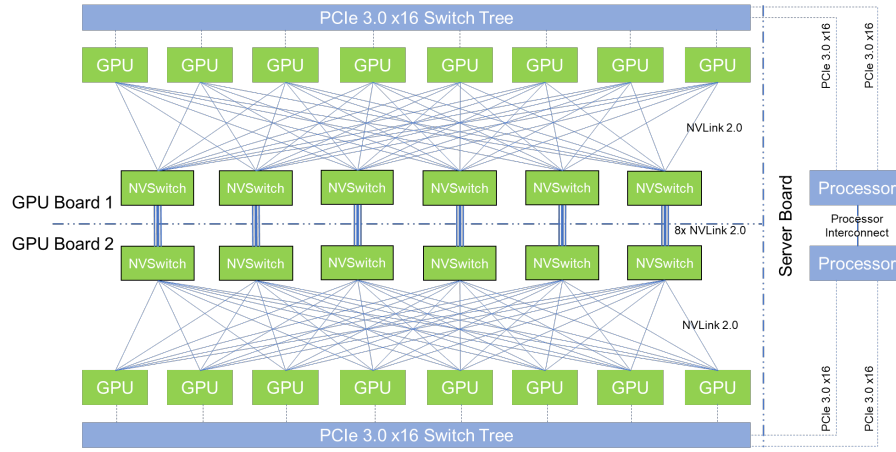 PCIe 3.0 x16 Switch Tree
GPU GPU GPU GPU GPU GPU GPU GPU
PCIe 3.0 x16
PCIe 3.0 x16
NVLink 2.0
NVSwitch NVSwitch NVSwitch NVSwitch NVSwitch NVSwitch
Processor
GPU Board 1
Processor
Interconnect
8x NVLink 2.0
GPU Board 2
Server Board
NVSwitch NVSwitch NVSwitch NVSwitch NVSwitch NVSwitch
Processor
NVLink 2.0
GPU GPU GPU GPU GPU GPU GPU GPU
PCIe 3.0 x16
PCIe 3.0 x16
PCIe 3.0 x16 Switch Tree